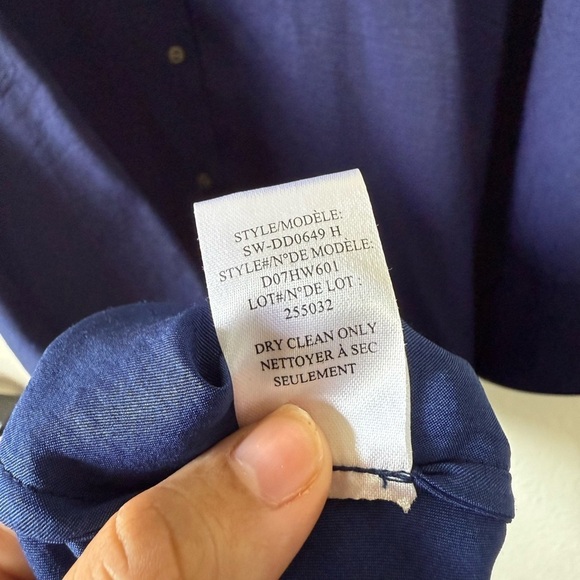 STYLE/MODÈLE:
SW-DD0649 H
STYLE#/N°DE MODÈLE:
D07HW601
LOT#/N°DE LOT :
255032
DRY CLEAN ONLY
NETTOYER À SEC
SEULEMENT